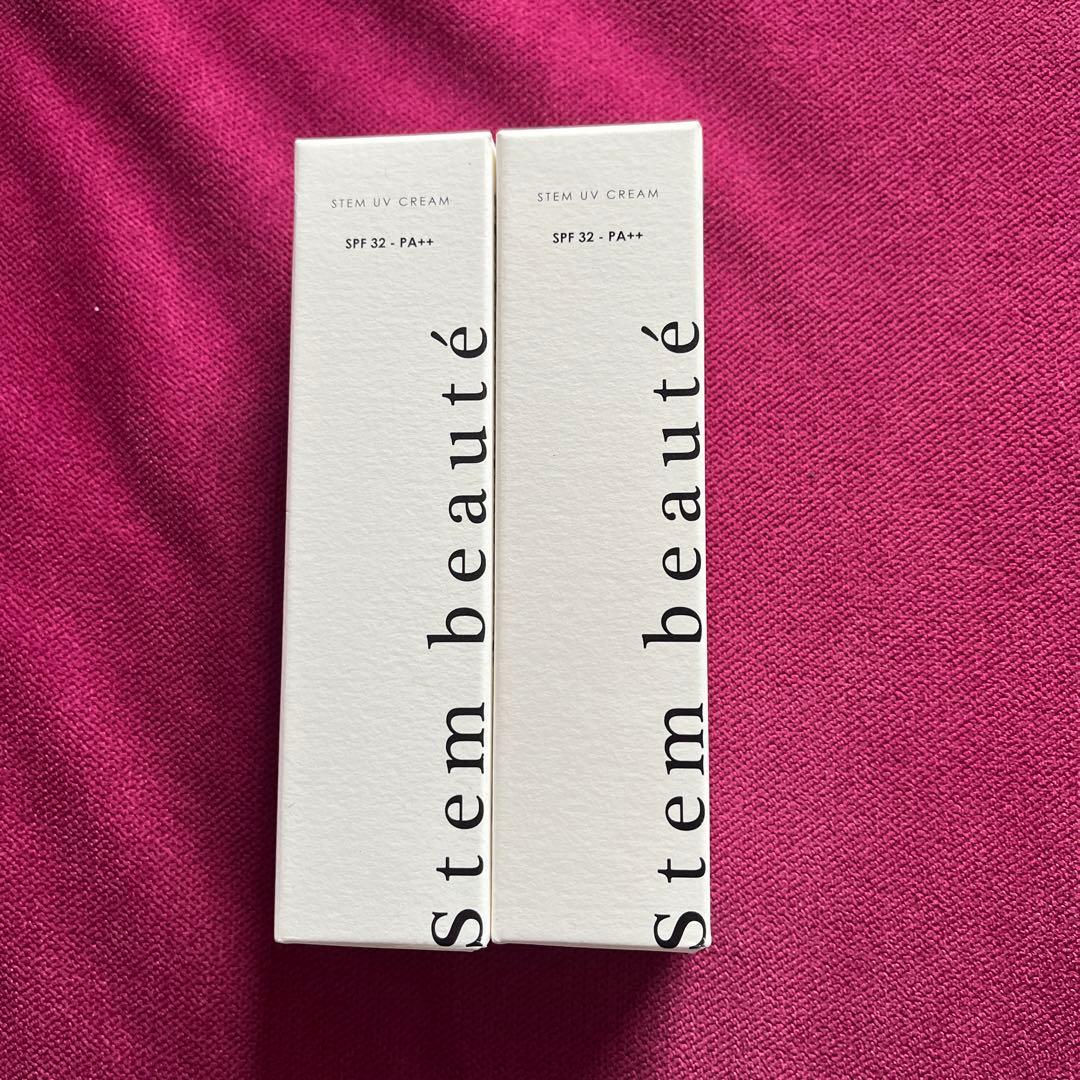 STEM UV CREAM
SPF 32 - PA++
Stem beauté
STEM UV CREAM
SPF 32 - PA++
Stem beauté